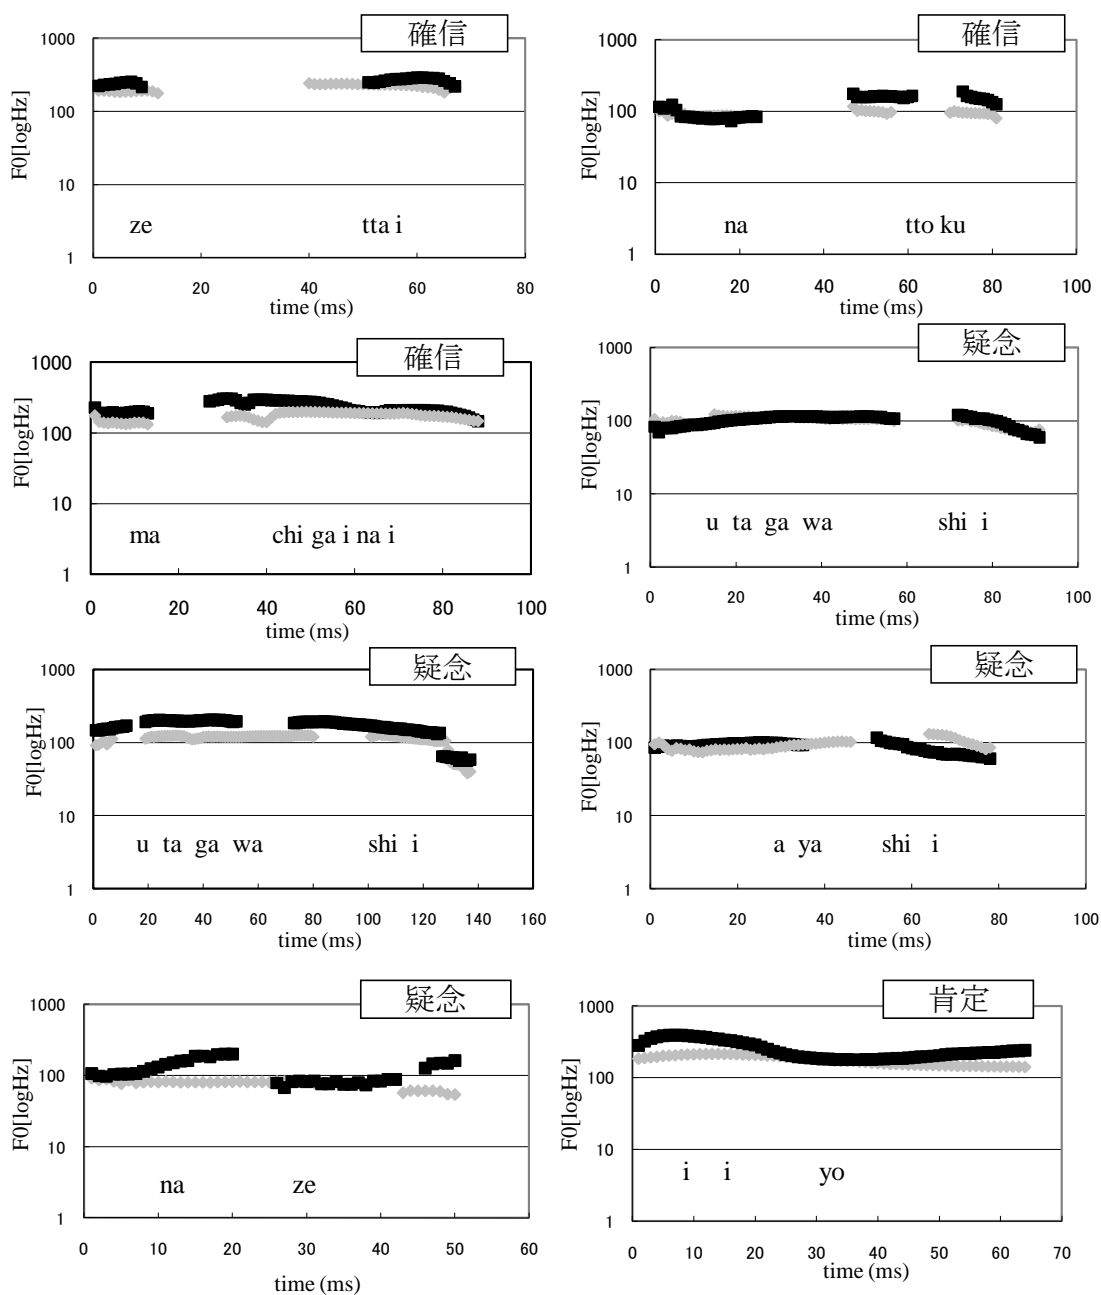 確信
F0[logHz]
1000
100
10
1
ze tta i
0 20 40 60 80
time (ms)
確信
F0[logHz]
1000
100
10
1
na tto ku
0 20 40 60 80 100
time (ms)
確信
F0[logHz]
1000
100
10
1
ma chi ga i na i
0 20 40 60 80 100
time (ms)
疑念
F0[logHz]
1000
100
10
1
u ta ga wa shi i
0 20 40 60 80 100
time (ms)
疑念
F0[logHz]
1000
100
10
1
u ta ga wa shi i
0 20 40 60 80 100 120 140 160
time (ms)
疑念
F0[logHz]
1000
100
10
1
a ya shi i
0 20 40 60 80 100
time (ms)
疑念
F0[logHz]
1000
100
10
1
na ze
0 10 20 30 40 50 60
time (ms)
肯定
F0[logHz]
1000
100
10
1
i i yo
0 10 20 30 40 50 60 70
time (ms)